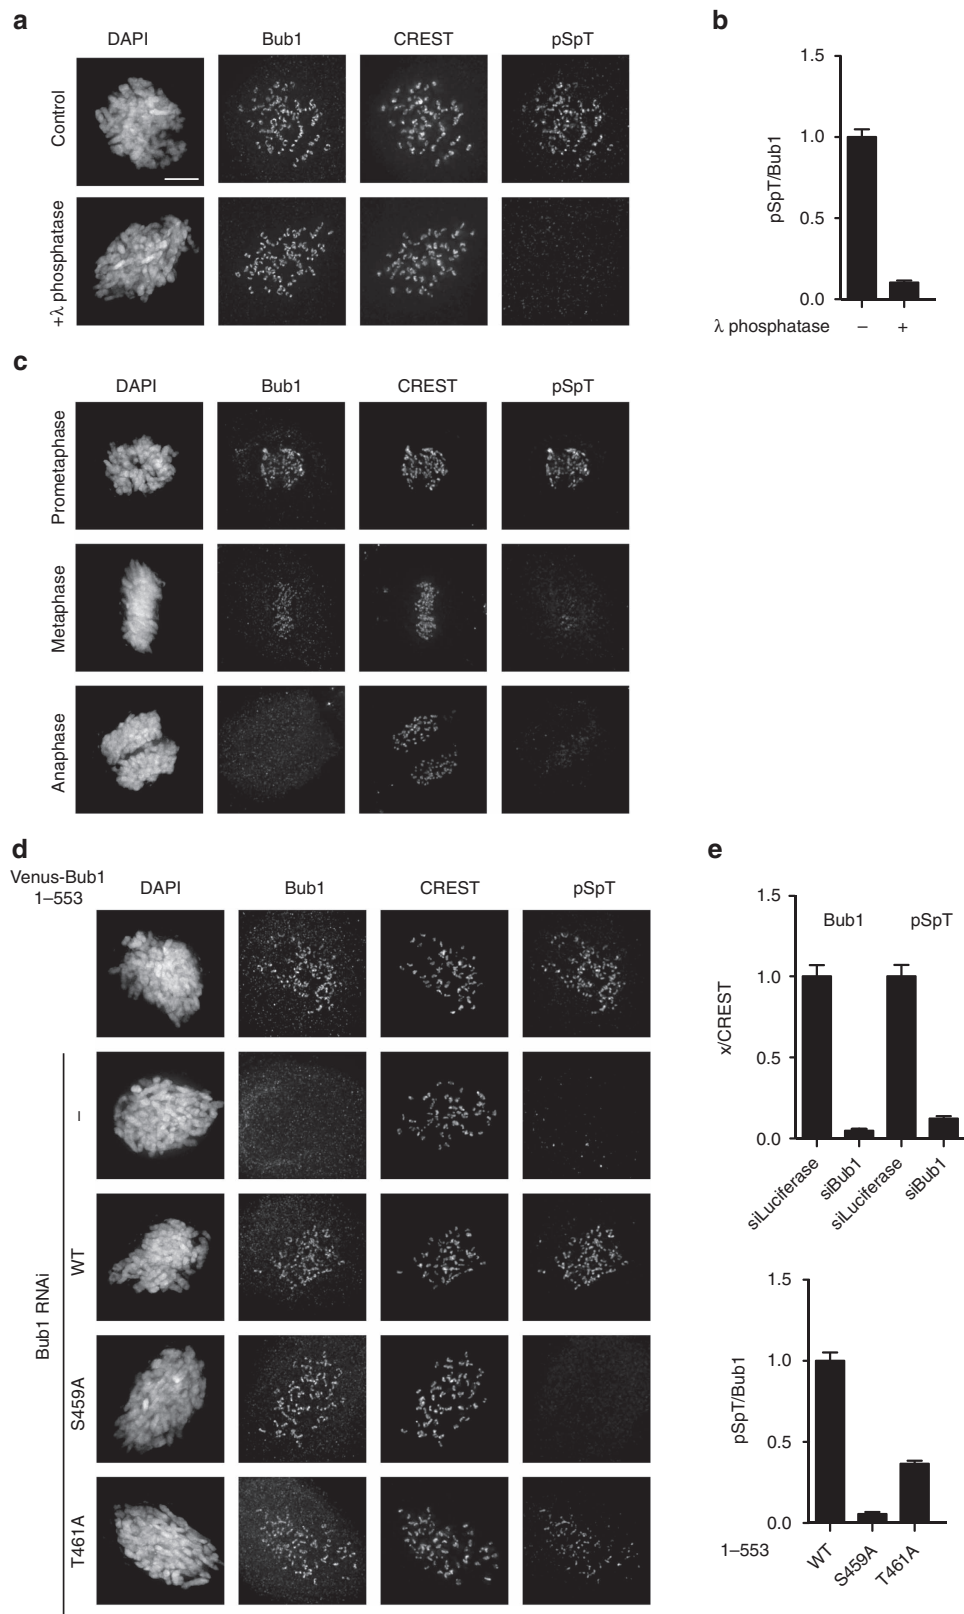 a
DAPI Bub1 CREST pSpT
Control
+λ phosphatase
b
1.5
1.0
0.5
0.0
pSpT/Bub1
λ phosphatase – +
c
DAPI Bub1 CREST pSpT
Prometaphase
Metaphase
Anaphase
d
Venus-Bub1
1–553
DAPI Bub1 CREST pSpT
Bub1 RNAi
–
WT
S459A
T461A
e
1.5
1.0
0.5
0.0
x/CREST
Bub1 pSpT
siLuciferase
siBub1
siLuciferase
siBub1
1.5
1.0
0.5
0.0
pSpT/Bub1
1–553
WT
S459A
T461A